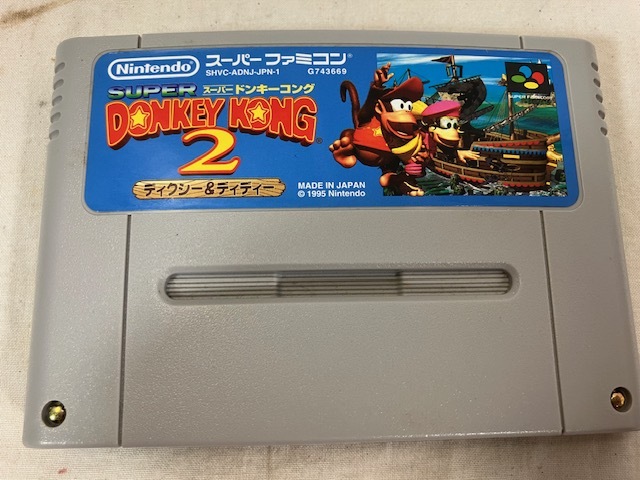 Nintendo® スーパーファミコン®
SHVC-ADNJ-JPN-1 G743669
SUPER スーパードンキーコング
DONKEY KONG®
2
ディクシー&ディディー
MADE IN JAPAN
© 1995 Nintendo
SUPER FAMICOM